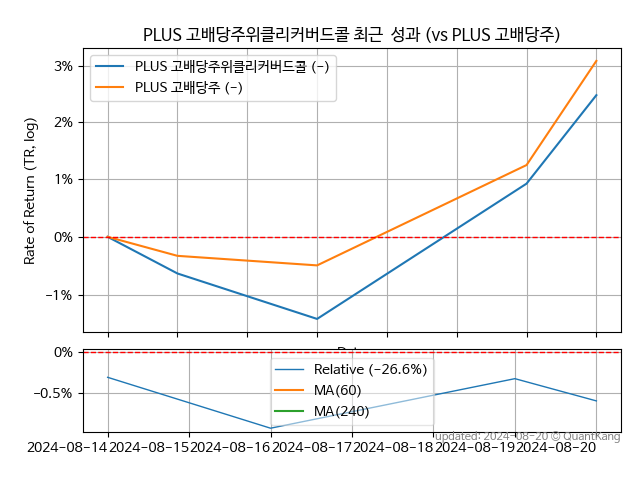 PLUS 고배당주위클리커버드콜 최근 성과 (vs PLUS 고배당주)
PLUS 고배당주위클리커버드콜 (-)
PLUS 고배당주 (-)
Rate of Return (TR, log)
3%
2%
1%
0%
-1%
0%
-0.5%
Relative (-26.6%)
MA(60)
MA(240)
updated: 2024-08-20 © QuantKang
2024-08-14 2024-08-15 2024-08-16 2024-08-17 2024-08-18 2024-08-19 2024-08-20